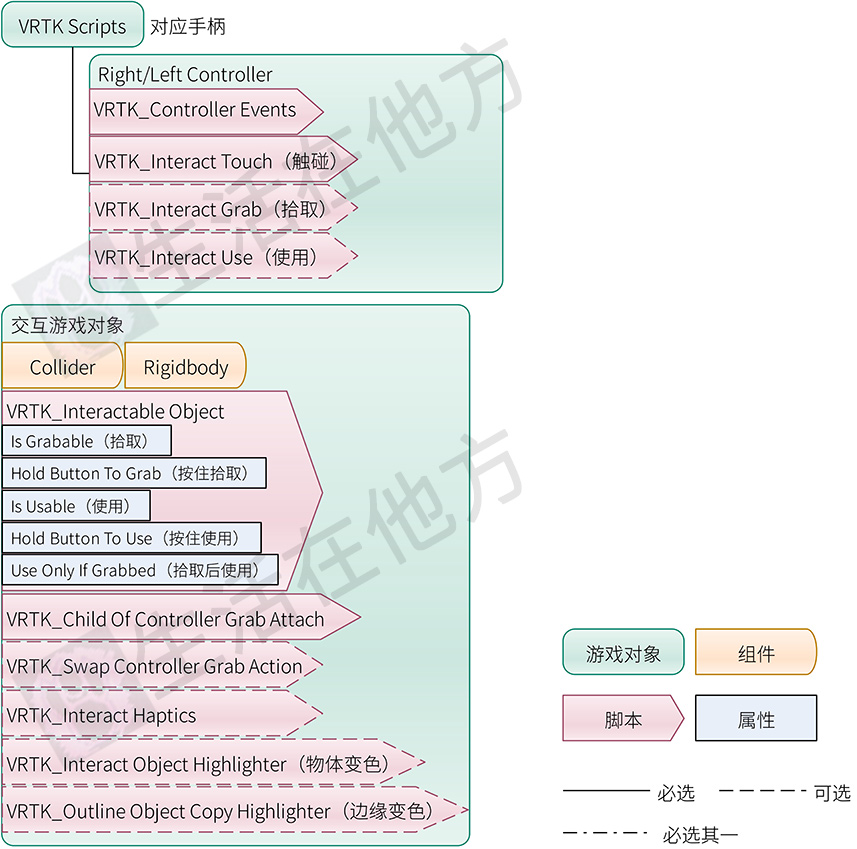 VRTK Scripts 对应手柄
Right/Left Controller
VRTK_Controller Events
VRTK_Interact Touch（触碰）
VRTK_Interact Grab（拾取）
VRTK_Interact Use（使用）
生活在他方
交互游戏对象
Collider Rigidbody
VRTK_Interactable Object
Is Grabable（拾取）
Hold Button To Grab（按住拾取）
Is Usable（使用）
Hold Button To Use（按住使用）
Use Only If Grabbed（拾取后使用）
VRTK_Child Of Controller Grab Attach
VRTK_Swap Controller Grab Action
VRTK_Interact Haptics
VRTK_Interact Object Highlighter（物体变色）
VRTK_Outline Object Copy Highlighter（边缘变色）
生活在他方
游戏对象 组件
脚本 属性
必选 可选
必选其一